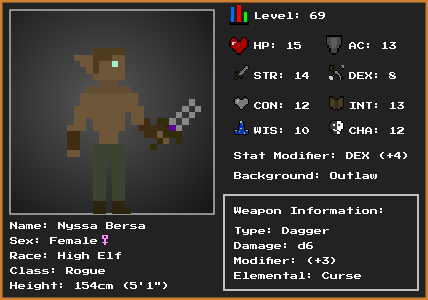 Level: 69
HP: 15
AC: 13
STR: 14
DEX: 8
CON: 12
INT: 13
WIS: 10
CHA: 12
Stat Modifier: DEX (+4)
Background: Outlaw
Name: Nyssa Bersa
Sex: Female♀
Race: High Elf
Class: Rogue
Height: 154cm (5'1")
Weapon Information:
Type: Dagger
Damage: d6
Modifier: (+3)
Elemental: Curse